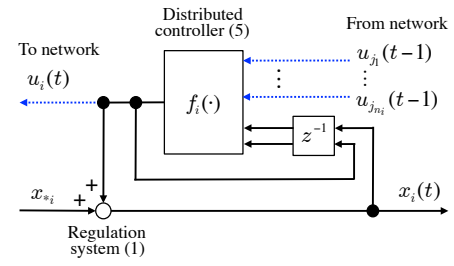 Distributed
controller (5)
From network
To network
u_i(t)
f_i(·)
u_{j_1}(t−1)
⋮
⋮
u_{j_{n_i}}(t−1)
z^{-1}
x_{*i}
+
+
x_i(t)
Regulation
system (1)